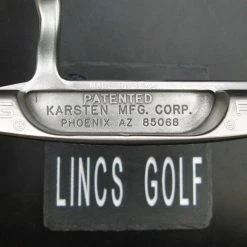 PATENTED
KARSTEN MFG. CORP.
PHOENIX AZ 85068
LINCS GOLF